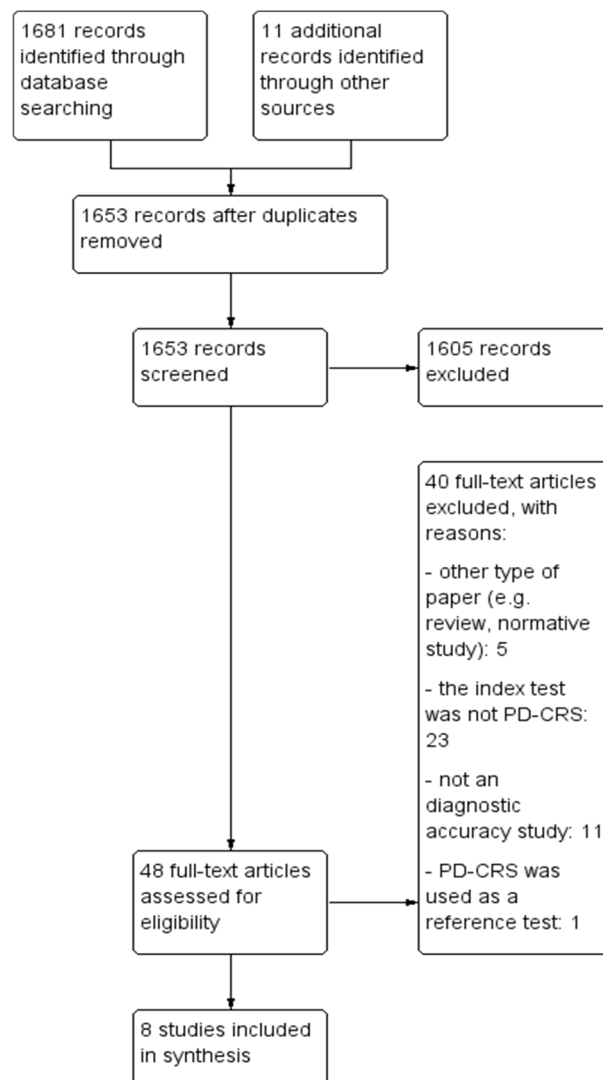 1681 records
identified through
database
searching
11 additional
records identified
through other
sources
1653 records after duplicates
removed
1653 records
screened
1605 records
excluded
40 full-text articles
excluded, with
reasons:
- other type of
paper (e.g.
review, normative
study): 5
- the index test
was not PD-CRS:
23
- not an
diagnostic
accuracy study: 11
- PD-CRS was
used as a
reference test: 1
48 full-text articles
assessed for
eligibility
8 studies included
in synthesis